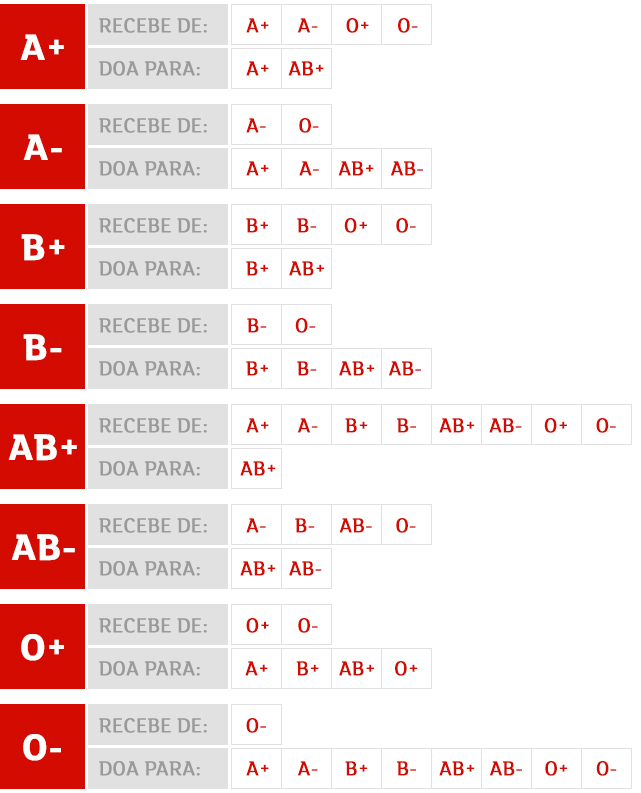 A+
RECEBE DE: A+ A- O+ O-
DOA PARA: A+ AB+
A-
RECEBE DE: A- O-
DOA PARA: A+ A- AB+ AB-
B+
RECEBE DE: B+ B- O+ O-
DOA PARA: B+ AB+
B-
RECEBE DE: B- O-
DOA PARA: B+ B- AB+ AB-
AB+
RECEBE DE: A+ A- B+ B- AB+ AB- O+ O-
DOA PARA: AB+
AB-
RECEBE DE: A- B- AB- O-
DOA PARA: AB+ AB-
O+
RECEBE DE: O+ O-
DOA PARA: A+ B+ AB+ O+
O-
RECEBE DE: O-
DOA PARA: A+ A- B+ B- AB+ AB- O+ O-